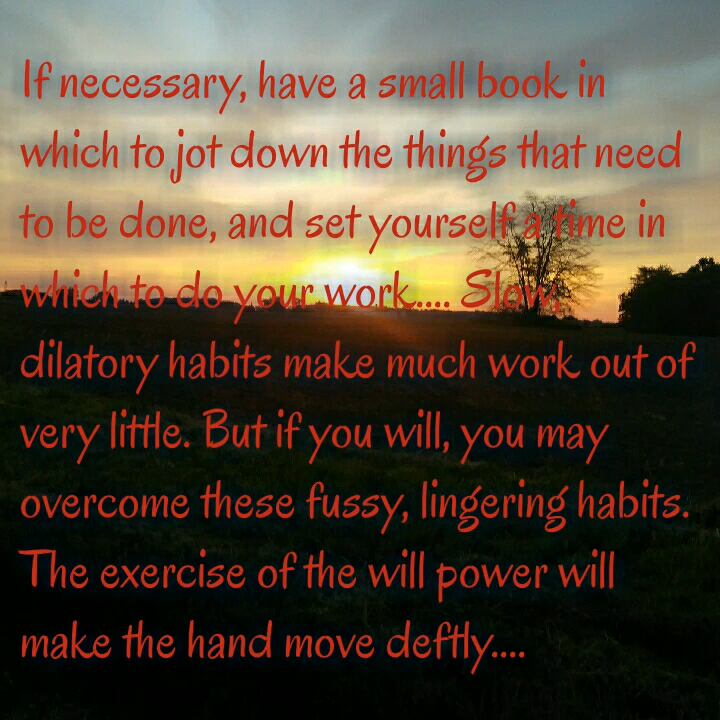 If necessary, have a small book in
which to jot down the things that need
to be done, and set yourself a time in
which to do your work.... Slow,
dilatory habits make much work out of
very little. But if you will, you may
overcome these fussy, lingering habits.
The exercise of the will power will
make the hand move deftly....